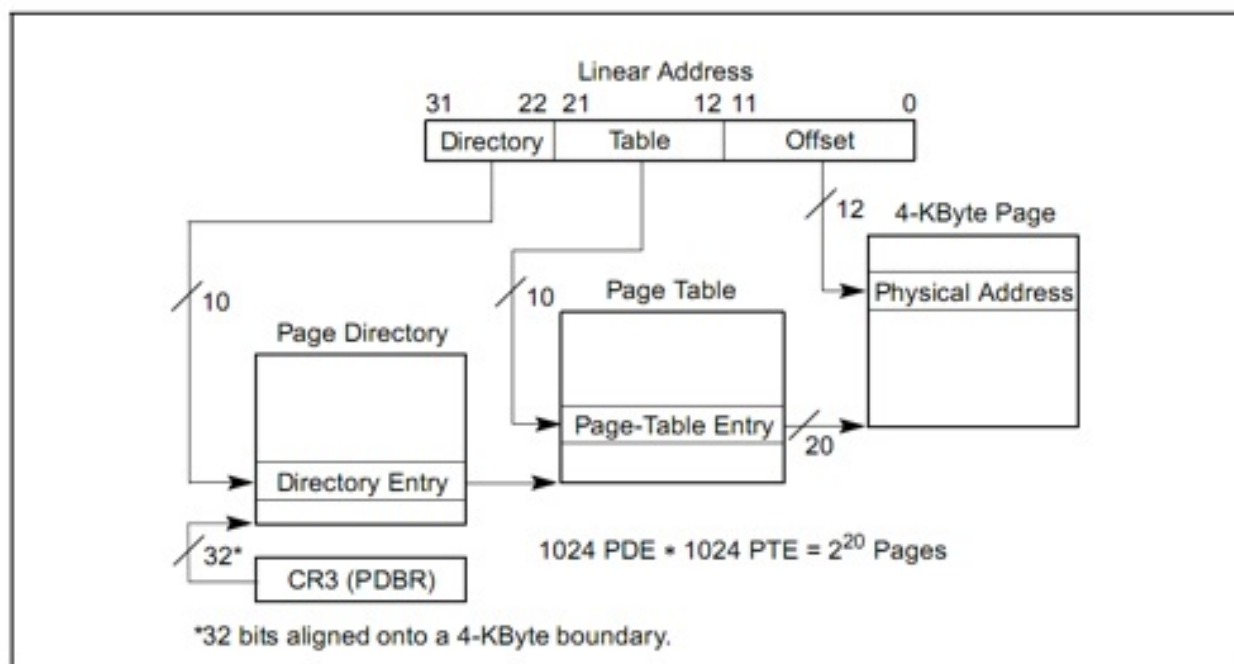 Linear Address
31 22 21 12 11 0
Directory Table Offset
12 4-KByte Page
Physical Address
10 10 Page Table
Page Directory
Page-Table Entry
20
Directory Entry
32* 1024 PDE * 1024 PTE = 2²⁰ Pages
CR3 (PDBR)
*32 bits aligned onto a 4-KByte boundary.